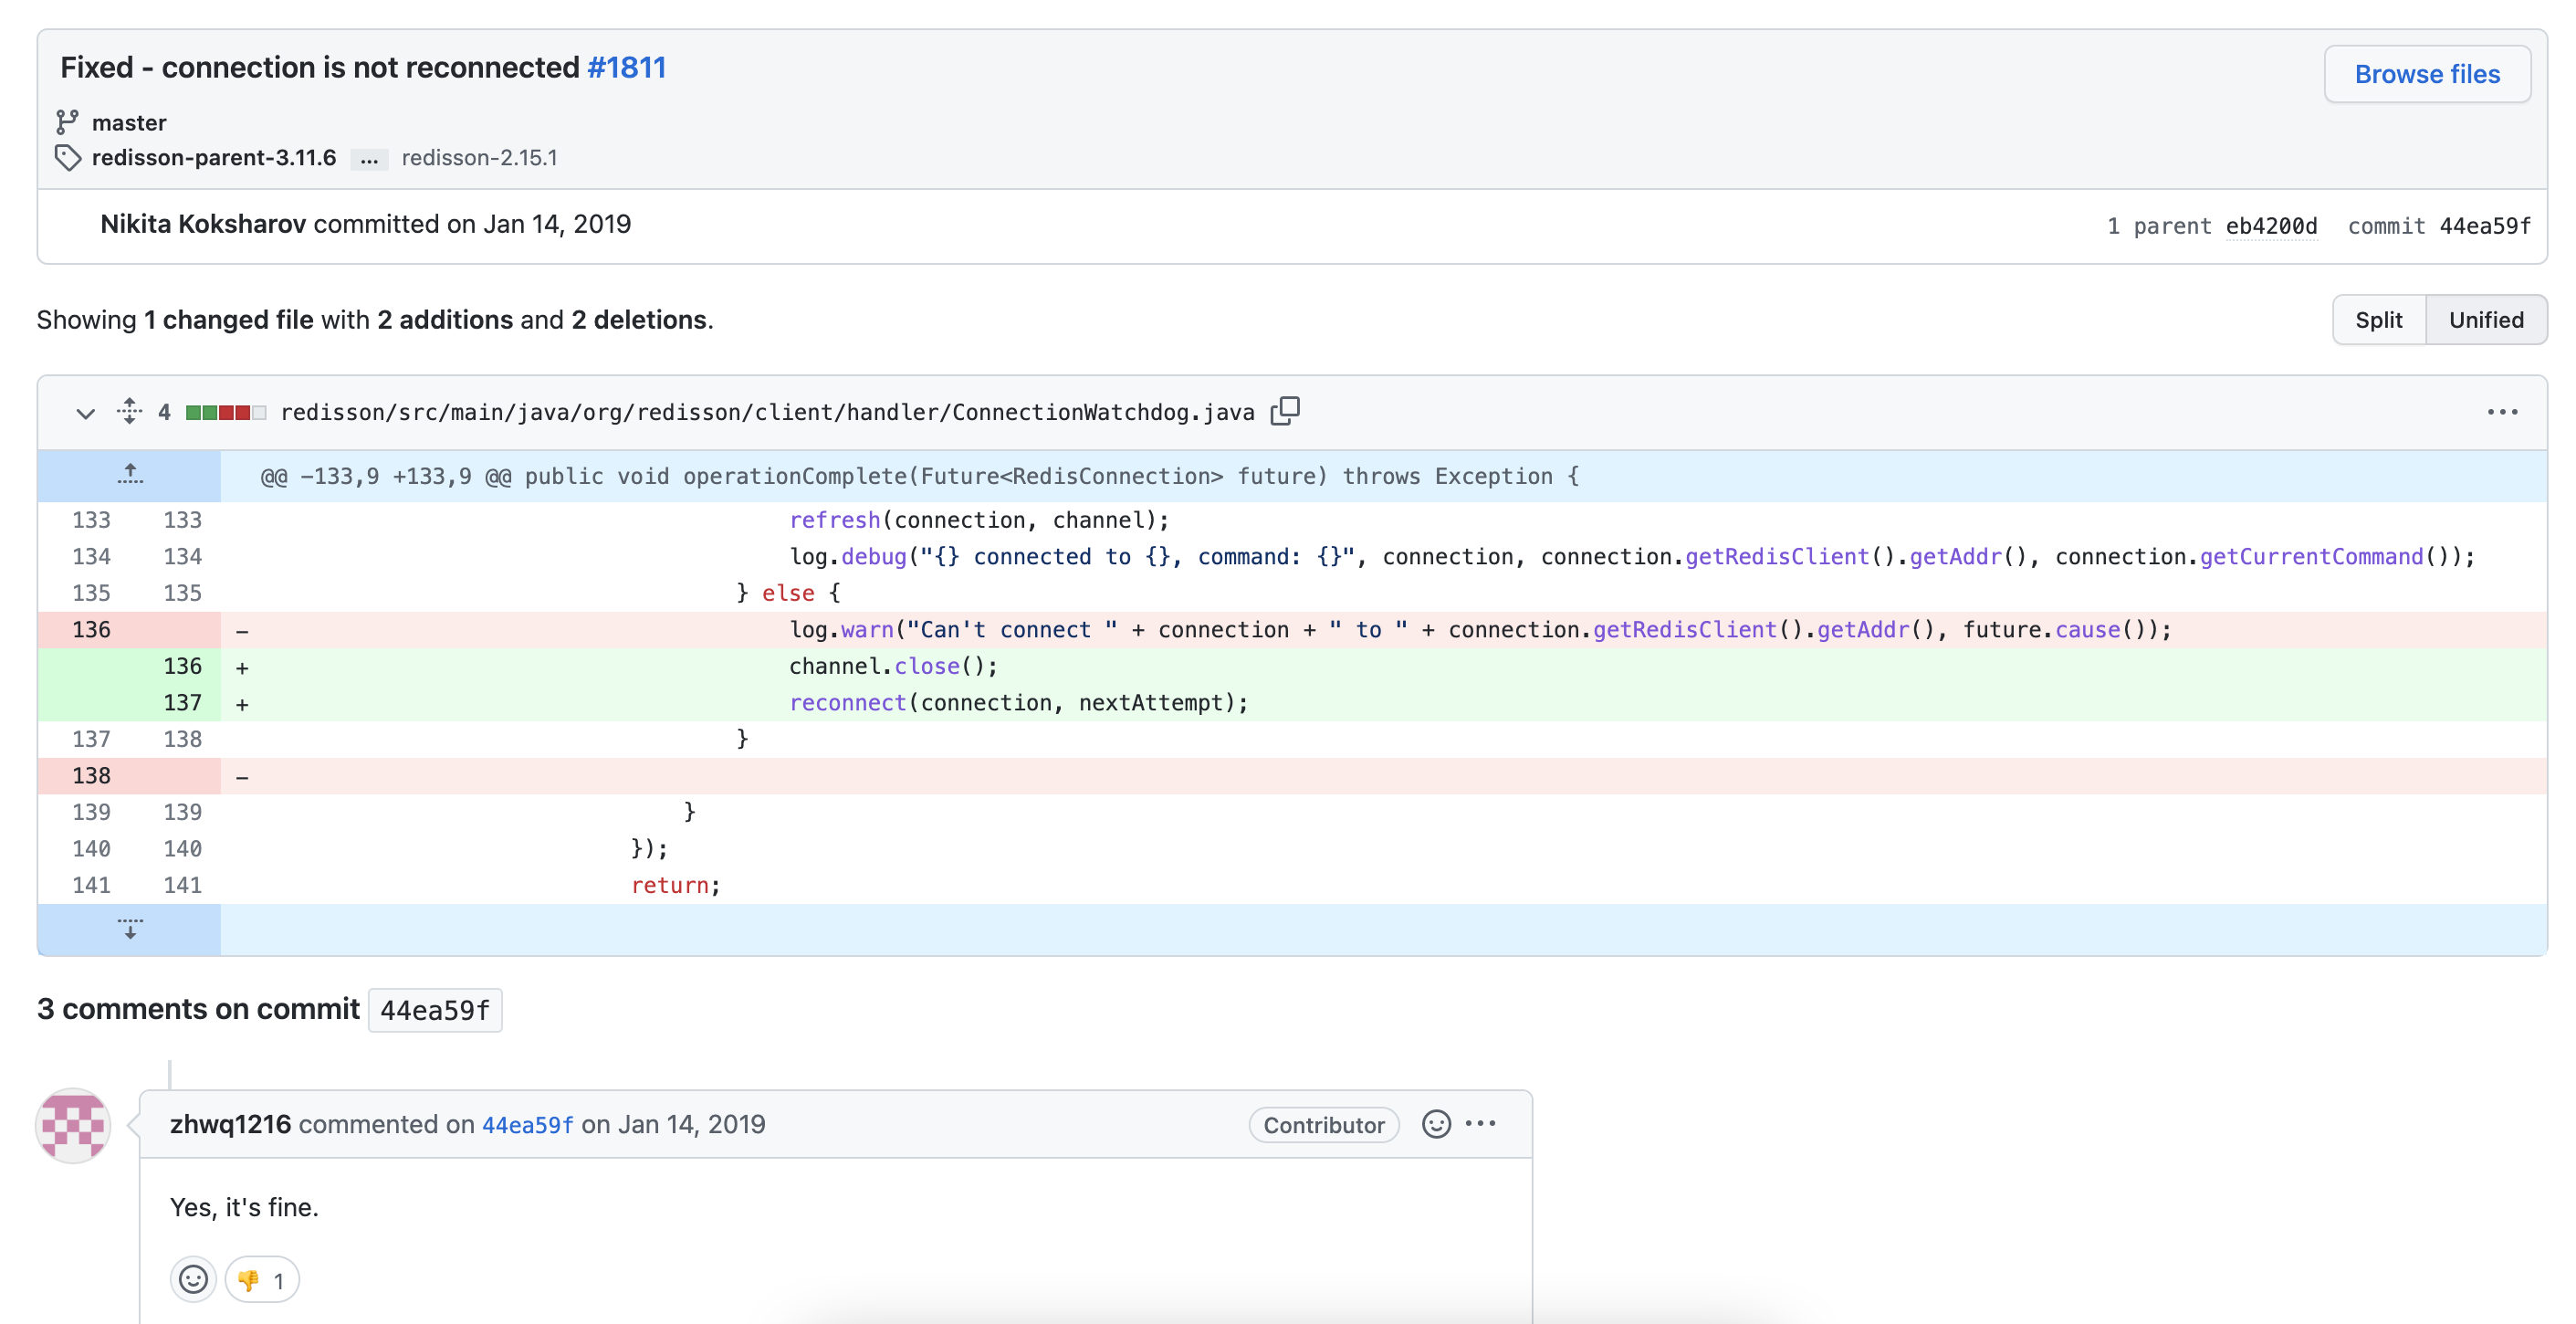 Fixed - connection is not reconnected #1811
Browse files
master
redisson-parent-3.11.6 ... redisson-2.15.1
Nikita Koksharov committed on Jan 14, 2019
1 parent eb4200d commit 44ea59f
Showing 1 changed file with 2 additions and 2 deletions.
Split Unified
4 redisson/src/main/java/org/redisson/client/handler/ConnectionWatchdog.java
@@ -133,9 +133,9 @@ public void operationComplete(Future<RedisConnection> future) throws Exception {
133 133 refresh(connection, channel);
134 134 log.debug("{} connected to {}, command: {}", connection, connection.getRedisClient().getAddr(), connection.getCurrentCommand());
135 135 } else {
136 - log.warn("Can't connect " + connection + " to " + connection.getRedisClient().getAddr(), future.cause());
136 + channel.close();
137 + reconnect(connection, nextAttempt);
137 138 }
138 -
139 139 }
140 140 });
141 141 return;
3 comments on commit 44ea59f
zhwq1216 commented on 44ea59f on Jan 14, 2019
Contributor
Yes, it's fine.
👎 1